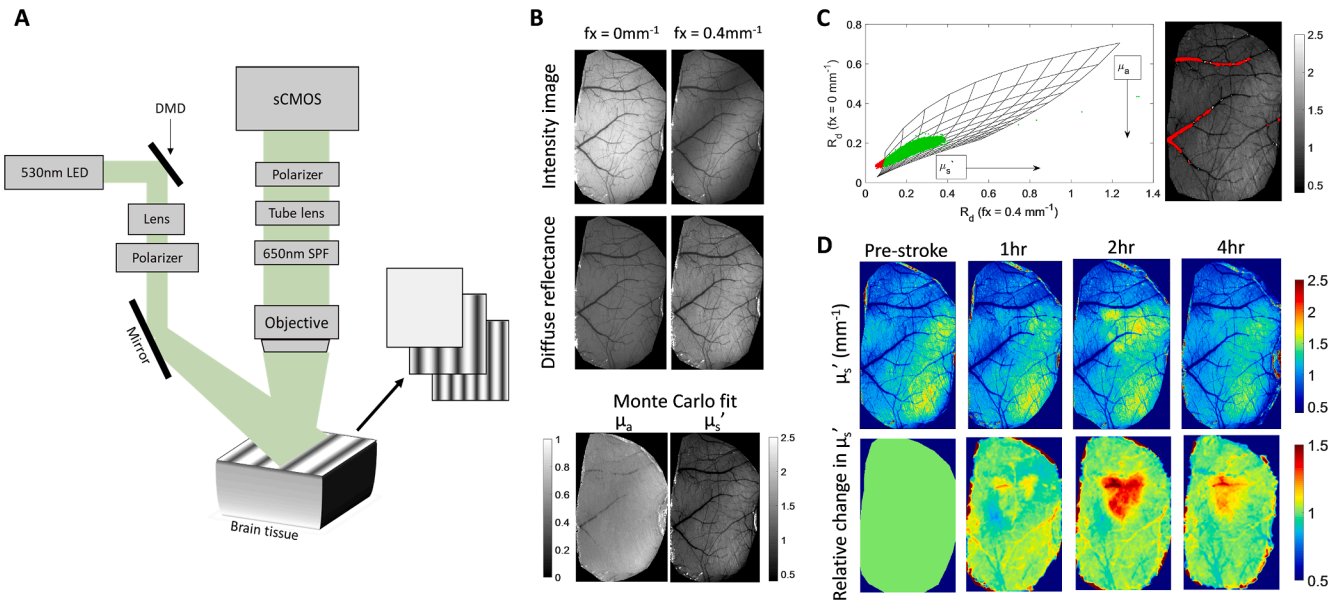 A
sCMOS
DMD
530nm LED
Polarizer
Lens
Tube lens
Polarizer
650nm SPF
Mirror
Objective
Brain tissue
B
fx = 0mm⁻¹
fx = 0.4mm⁻¹
Intensity image
Diffuse reflectance
Monte Carlo fit
μₐ
μₛ’
1
0.8
0.6
0.4
0.2
0
2.5
2
1.5
1
0.5
C
0.8
0.6
0.4
0.2
0
R_d (fx = 0 mm⁻¹)
0
0.2
0.4
0.6
0.8
1
1.2
1.4
R_d (fx = 0.4 mm⁻¹)
μₐ
μₛ'
2.5
2
1.5
1
0.5
D
Pre-stroke
1hr
2hr
4hr
μₛ’ (mm⁻¹)
2.5
2
1.5
1
0.5
Relative change in μₛ’
1.5
1
0.5